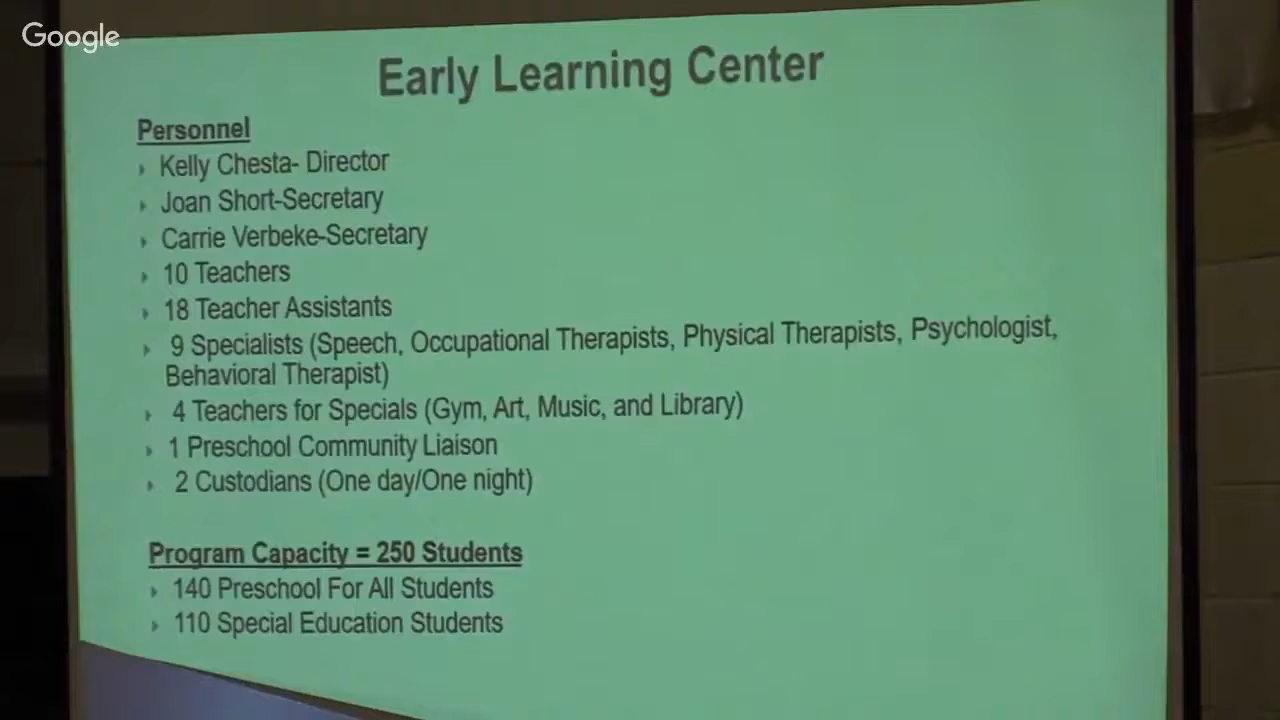 Google
Early Learning Center
Personnel
Kelly Chesta- Director
Joan Short-Secretary
Carrie Verbeke-Secretary
10 Teachers
18 Teacher Assistants
9 Specialists (Speech, Occupational Therapists, Physical Therapists, Psychologist,
Behavioral Therapist)
4 Teachers for Specials (Gym, Art, Music, and Library)
1 Preschool Community Liaison
2 Custodians (One day/One night)
Program Capacity = 250 Students
140 Preschool For All Students
110 Special Education Students